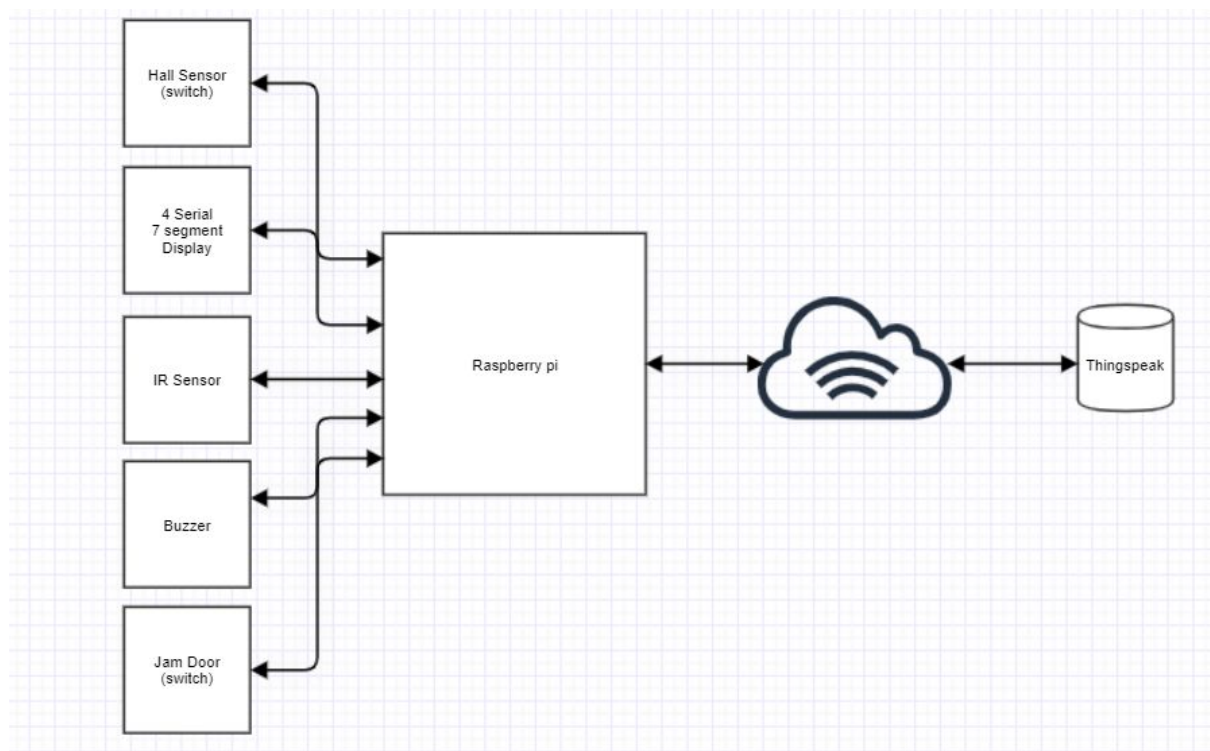 Hall Sensor
(switch)
4 Serial
7 segment
Display
IR Sensor
Buzzer
Jam Door
(switch)
Raspberry pi
Thingspeak